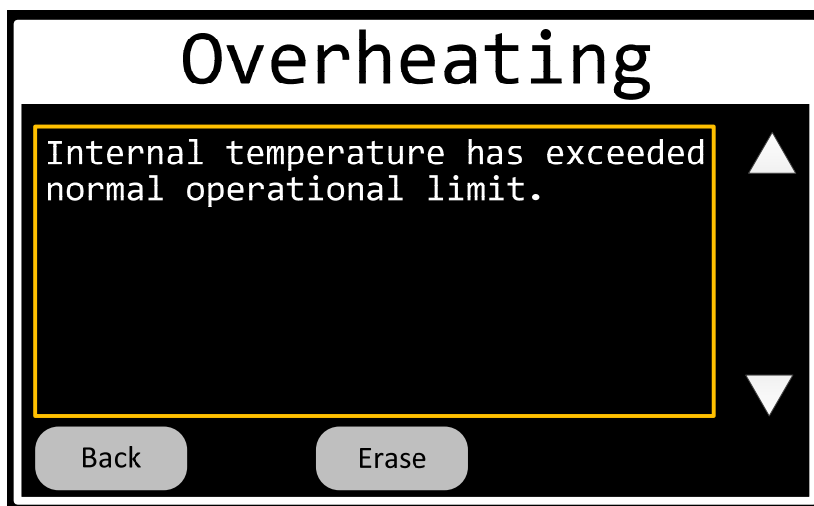 Overheating
Internal temperature has exceeded
normal operational limit.
Back
Erase